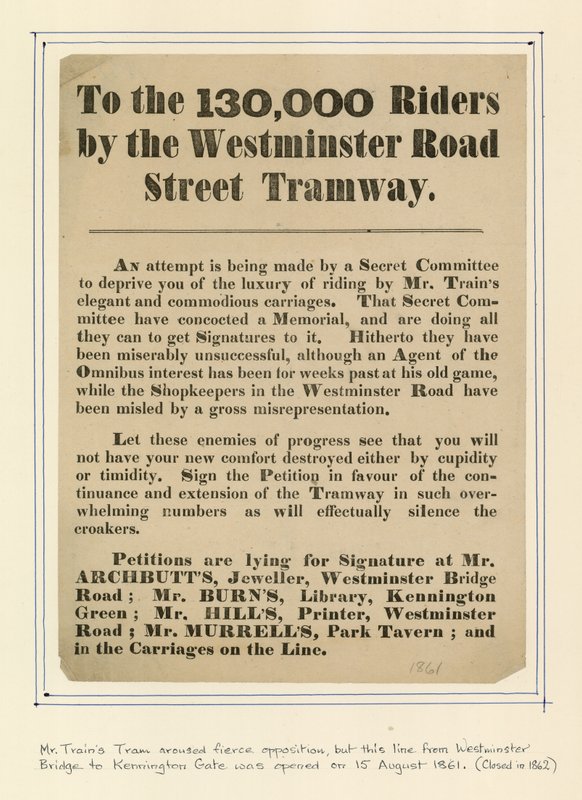 To the 130,000 Riders
by the Westminster Road
Street Tramway.
An attempt is being made by a Secret Committee
to deprive you of the luxury of riding by Mr. Train's
elegant and commodious carriages. That Secret Com-
mittee have concocted a Memorial, and are doing all
they can to get Signatures to it. Hitherto they have
been miserably unsuccessful, although an Agent of the
Omnibus interest has been for weeks past at his old game,
while the Shopkeepers in the Westminster Road have
been misled by a gross misrepresentation.
Let these enemies of progress see that you will
not have your new comfort destroyed either by cupidity
or timidity. Sign the Petition in favour of the con-
tinuance and extension of the Tramway in such over-
whelming numbers as will effectually silence the
croakers.
Petitions are lying for Signature at Mr.
ARCHBUTT'S, Jeweller, Westminster Bridge
Road; Mr. BURN'S, Library, Kennington
Green; Mr. HILL'S, Printer, Westminster
Road; Mr. MURRELL'S, Park Tavern; and
in the Carriages on the Line.
1861
Mr. Train's Tram aroused fierce opposition, but this line from Westminster
Bridge to Kennington Gate was opened on 15 August 1861. (Closed in 1862)